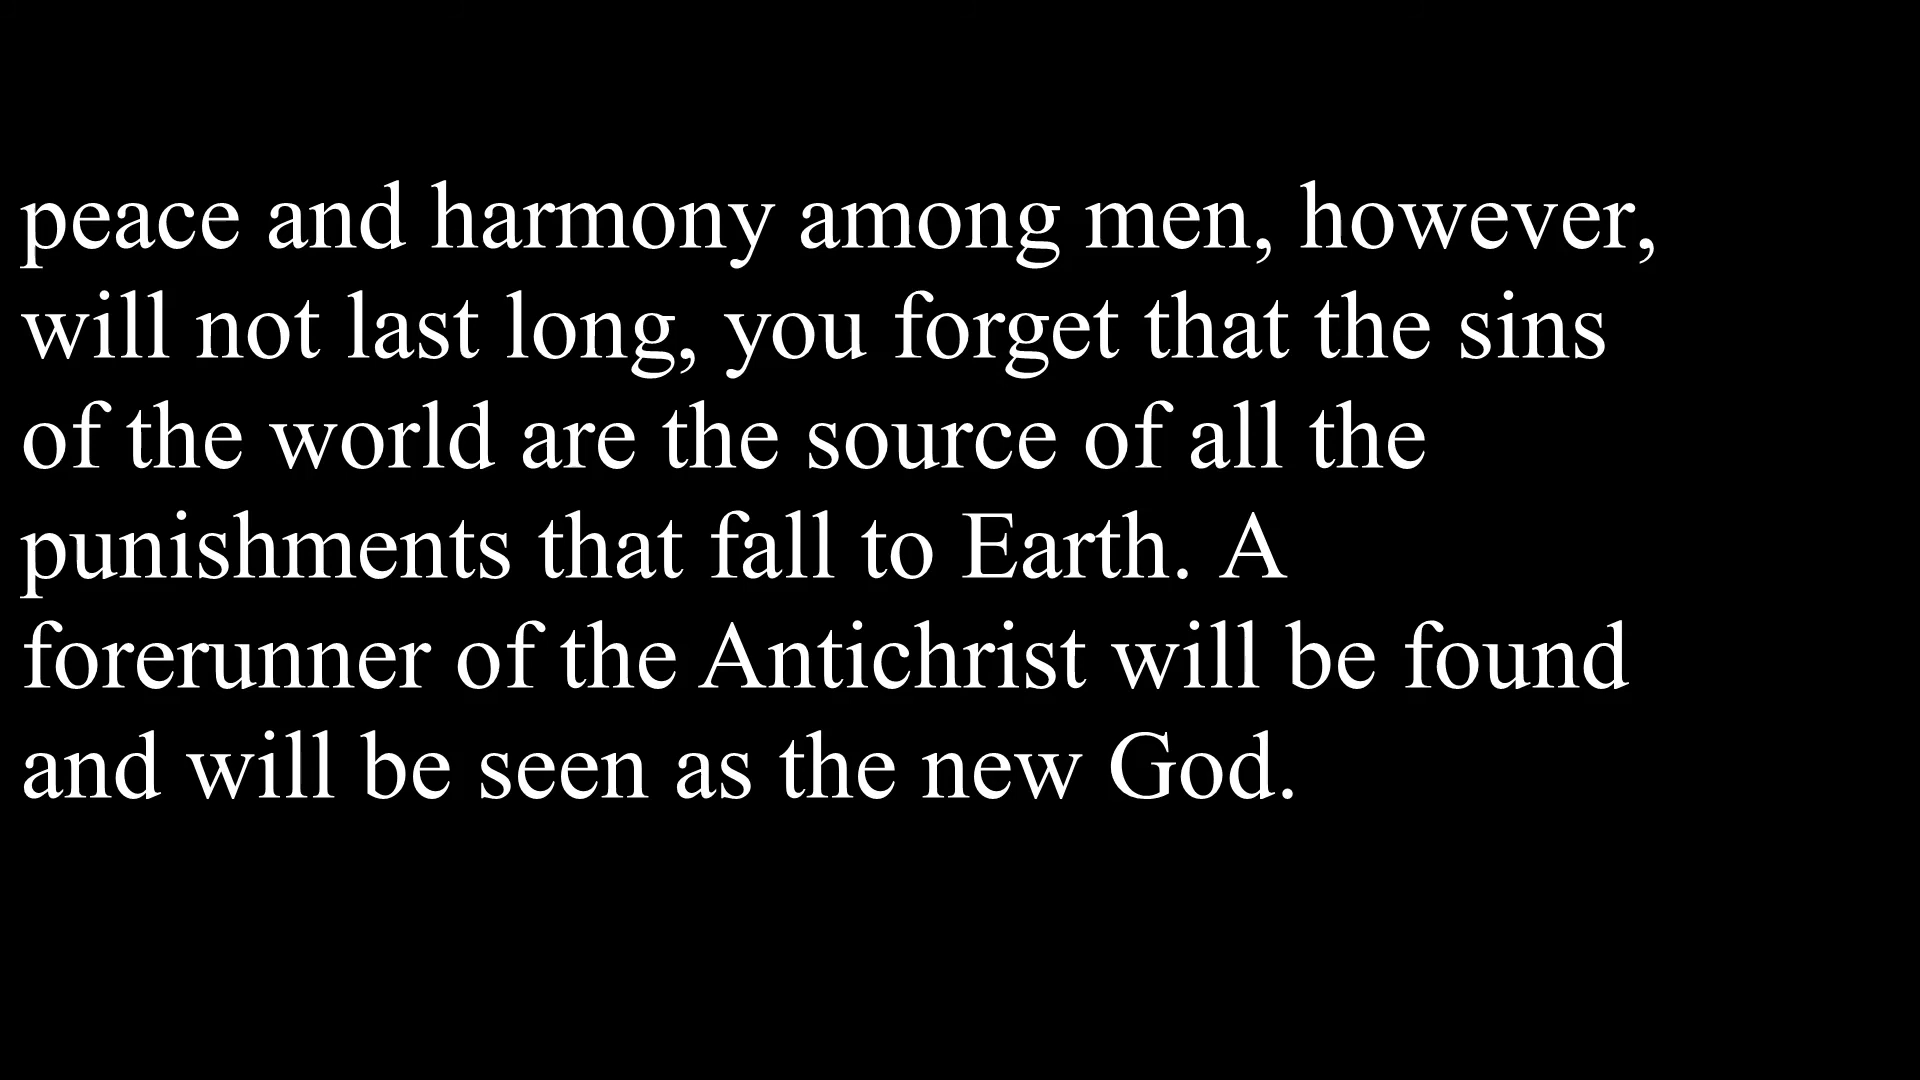 peace and harmony among men, however,
will not last long, you forget that the sins
of the world are the source of all the
punishments that fall to Earth. A
forerunner of the Antichrist will be found
and will be seen as the new God.